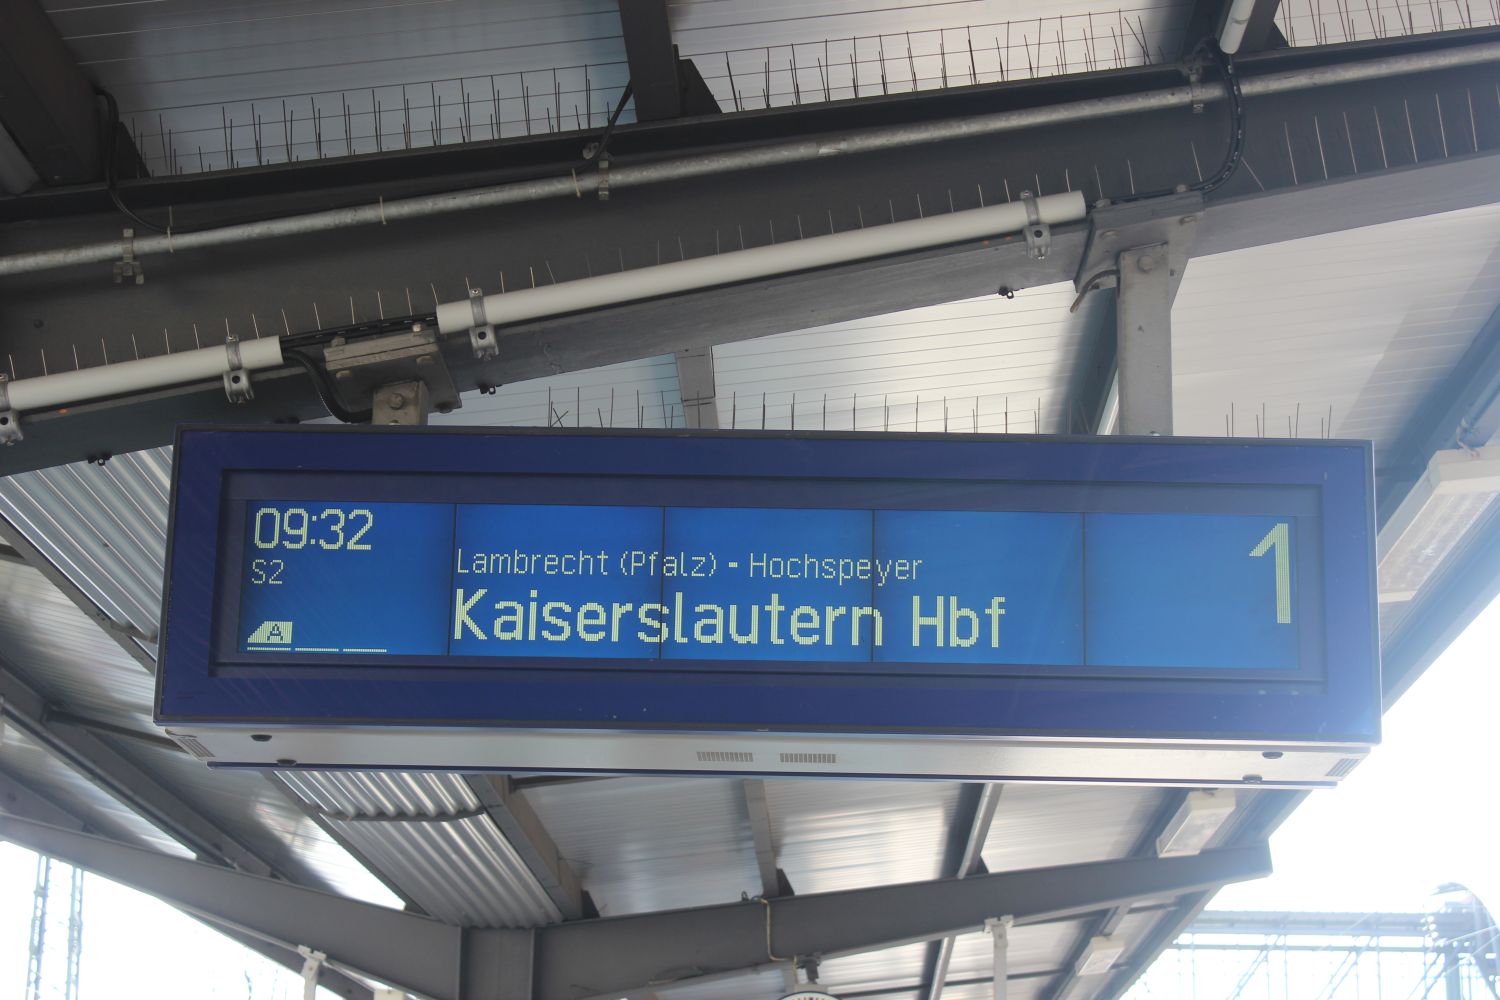 09:32
1
S2
Lambrecht (Pfalz) - Hochspeyer
Kaiserslautern Hbf
A